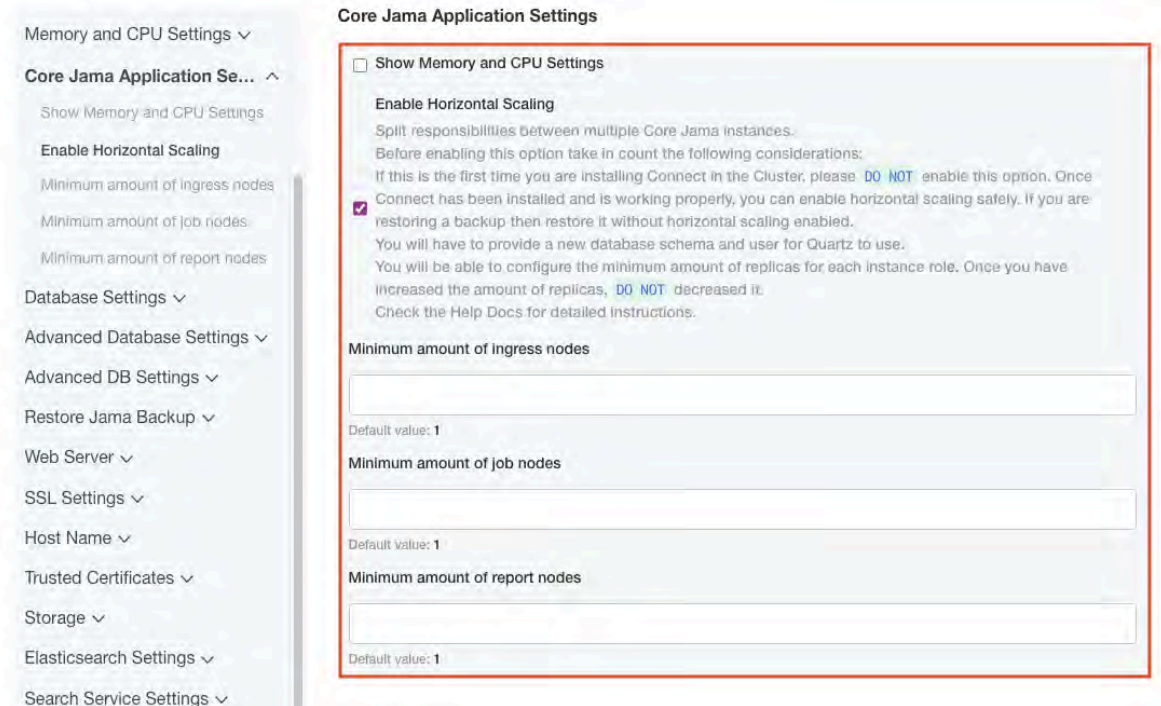 Memory and CPU Settings
Core Jama Application Se...
Show Memory and CPU Settings
Enable Horizontal Scaling
Minimum amount of ingress nodes
Minimum amount of job nodes
Minimum amount of report nodes
Database Settings
Advanced Database Settings
Advanced DB Settings
Restore Jama Backup
Web Server
SSL Settings
Host Name
Trusted Certificates
Storage
Elasticsearch Settings
Search Service Settings
Core Jama Application Settings
Show Memory and CPU Settings
Enable Horizontal Scaling
Split responsibilities between multiple Core Jama instances.
Before enabling this option take in count the following considerations:
If this is the first time you are installing Connect in the Cluster, please DO NOT enable this option. Once
Connect has been installed and is working properly, you can enable horizontal scaling safely. If you are
restoring a backup then restore it without horizontal scaling enabled.
You will have to provide a new database schema and user for Quartz to use.
You will be able to configure the minimum amount of replicas for each instance role. Once you have
increased the amount of replicas, DO NOT decreased it.
Check the Help Docs for detailed instructions.
Minimum amount of ingress nodes
Default value: 1
Minimum amount of job nodes
Default value: 1
Minimum amount of report nodes
Default value: 1